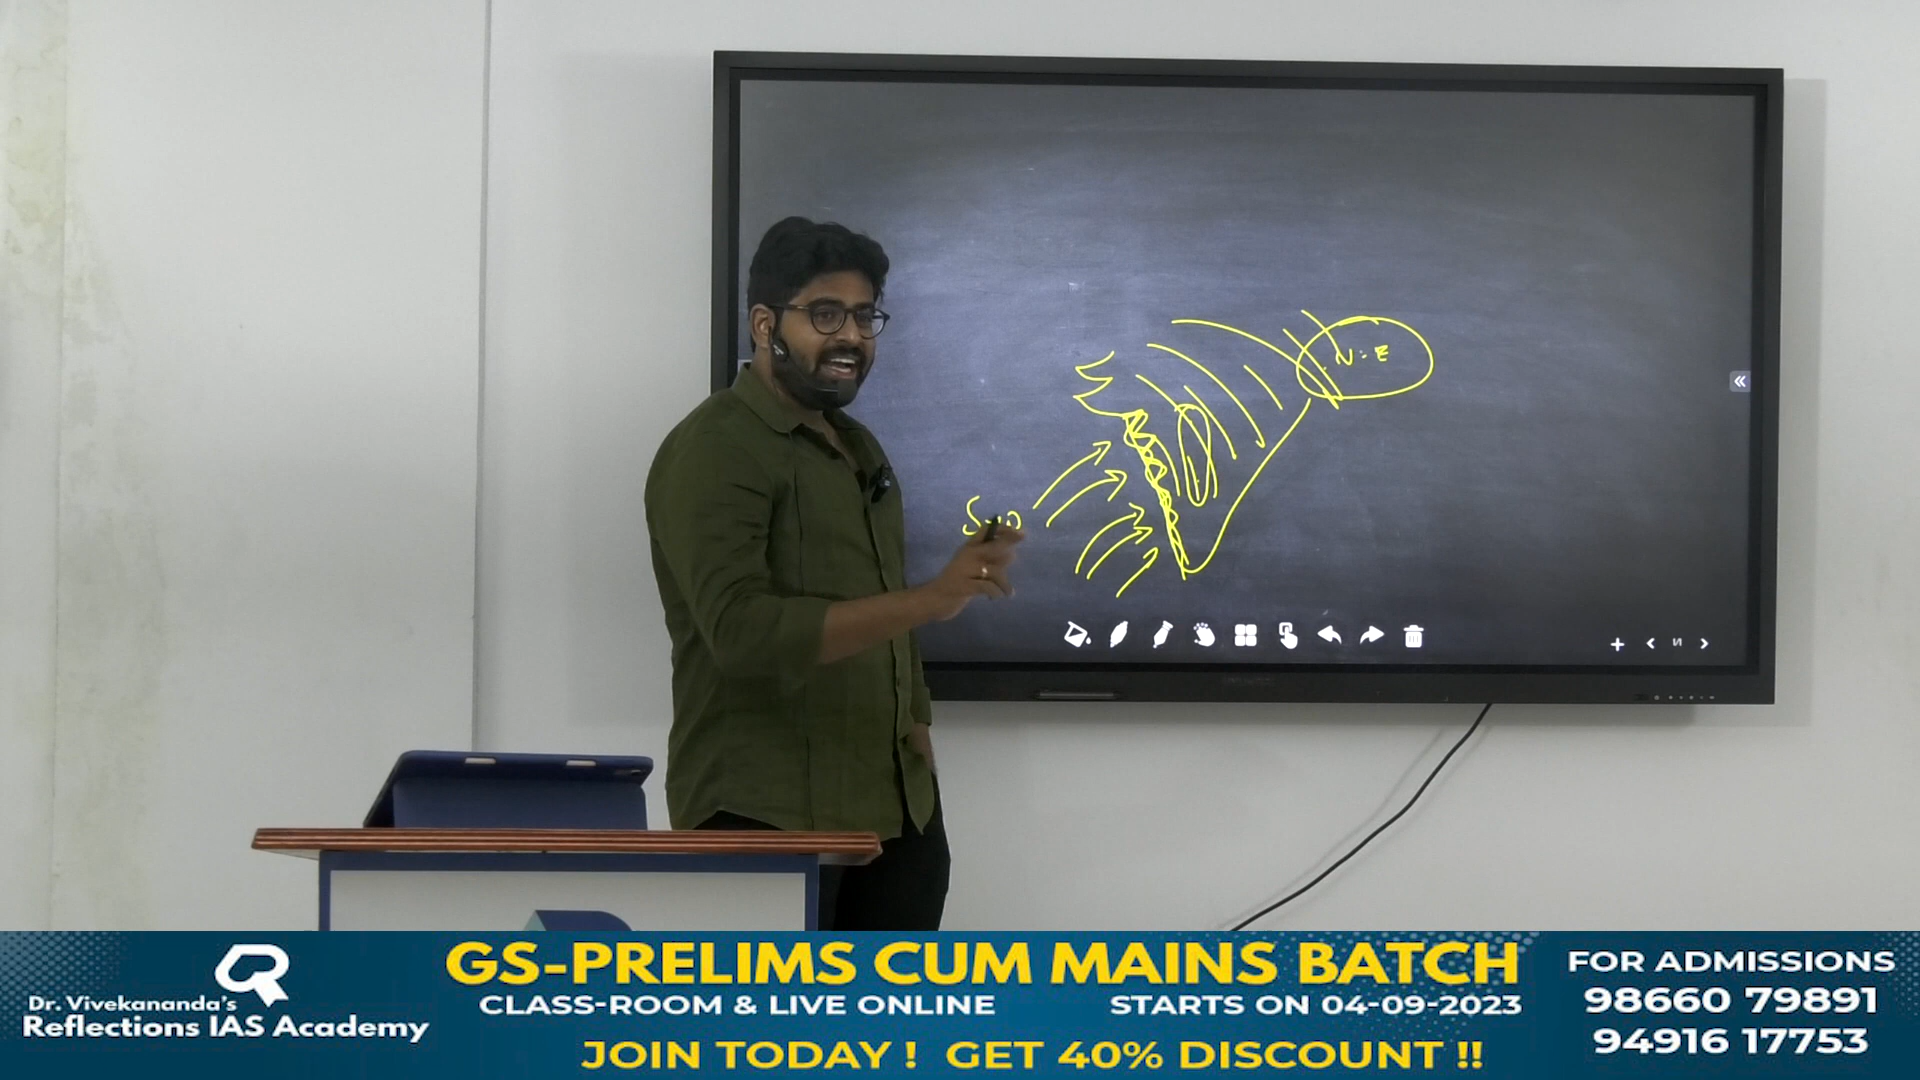 N.E
Dr. Vivekananda's
Reflections IAS Academy
GS-PRELIMS CUM MAINS BATCH
CLASS-ROOM & LIVE ONLINE
STARTS ON 04-09-2023
JOIN TODAY ! GET 40% DISCOUNT !!
FOR ADMISSIONS
98660 79891
94916 17753